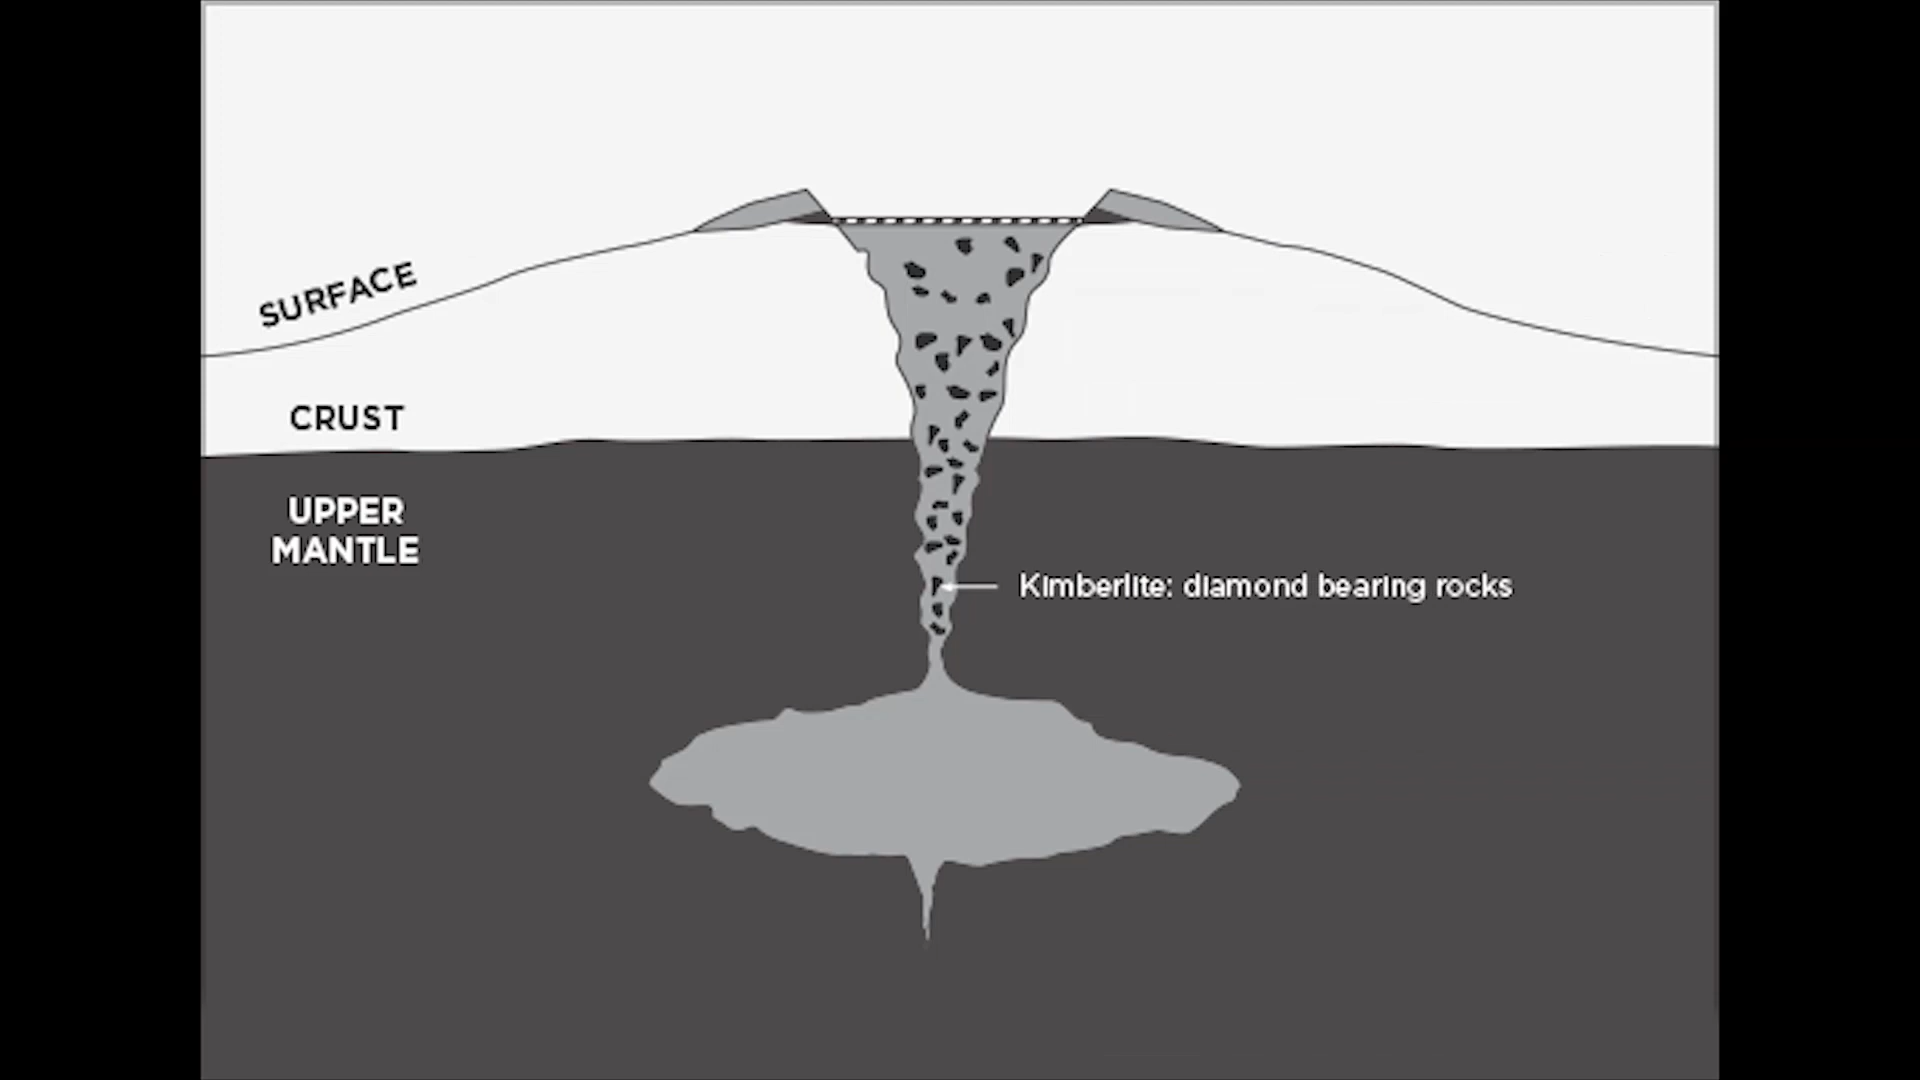 SURFACE
CRUST
UPPER
MANTLE
Kimberlite: diamond bearing rocks